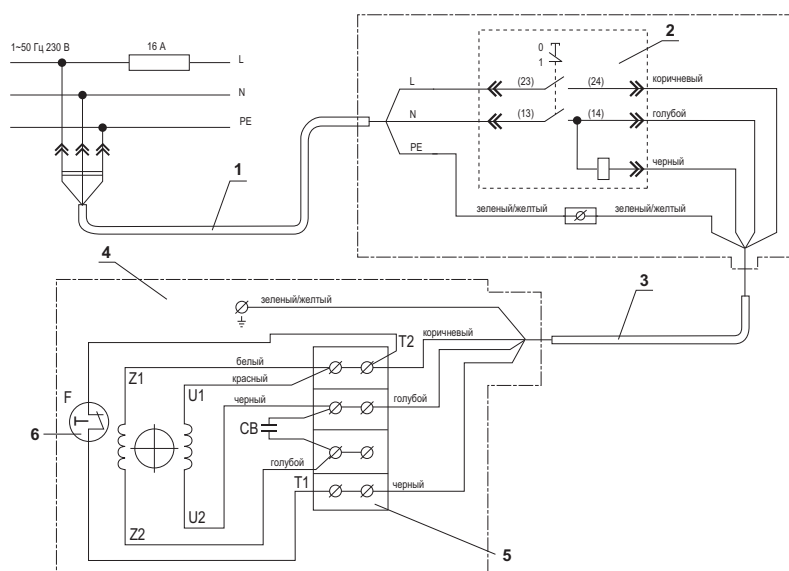 1~50 Гц 230 В
16 А
L
N
PE
1
2
0
1
L
(23)
(24)
коричневый
N
(13)
(14)
голубой
PE
черный
зеленый/желтый
зеленый/желтый
3
4
зеленый/желтый
T2
коричневый
белый
Z1
красный
U1
F
черный
голубой
6
CB
голубой
T1
черный
U2
Z2
5